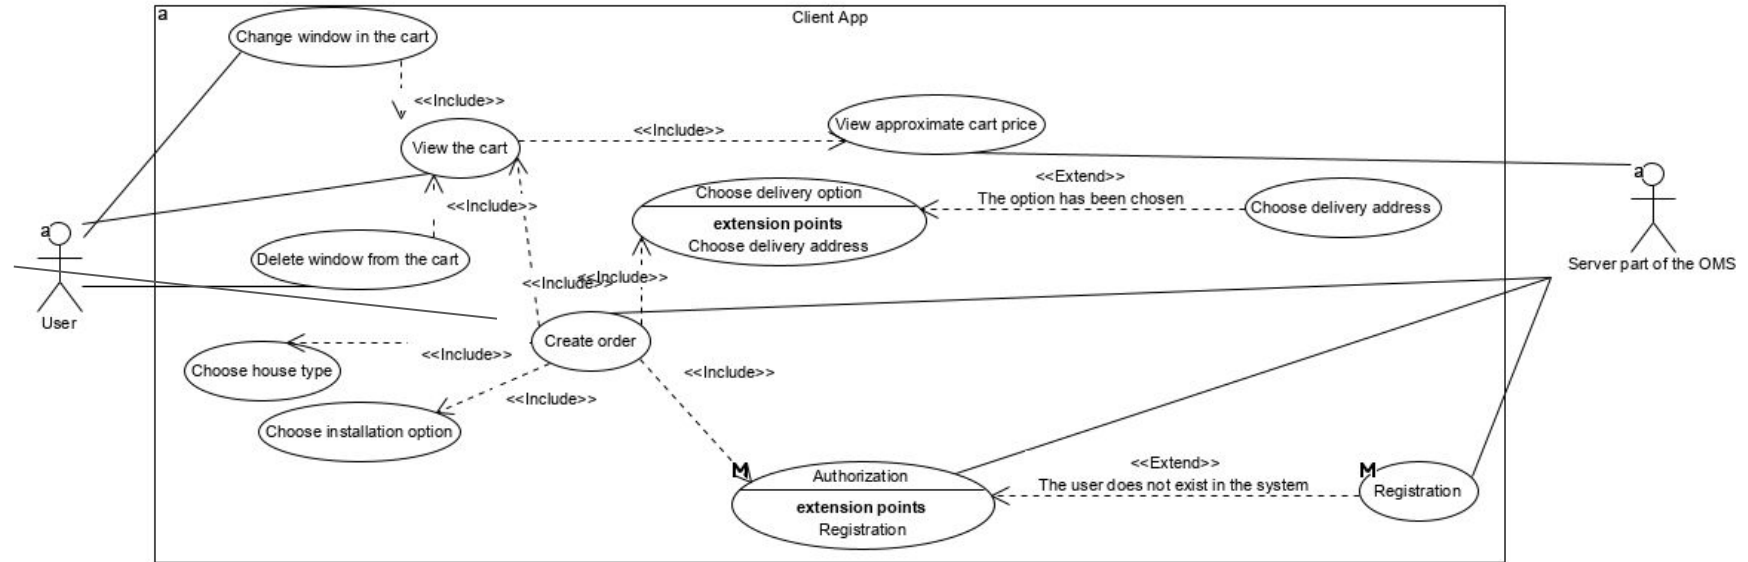 a
Client App
Change window in the cart
<<Include>>
View the cart
<<Include>>
View approximate cart price
<<Include>>
Choose delivery option
extension points
Choose delivery address
<<Extend>>
The option has been chosen
Choose delivery address
a
Server part of the OMS
a
User
Delete window from the cart
<<Include>>
<<Include>>
Create order
Choose house type
<<Include>>
<<Include>>
Choose installation option
<<Include>>
M
Authorization
extension points
Registration
<<Extend>>
The user does not exist in the system
M
Registration